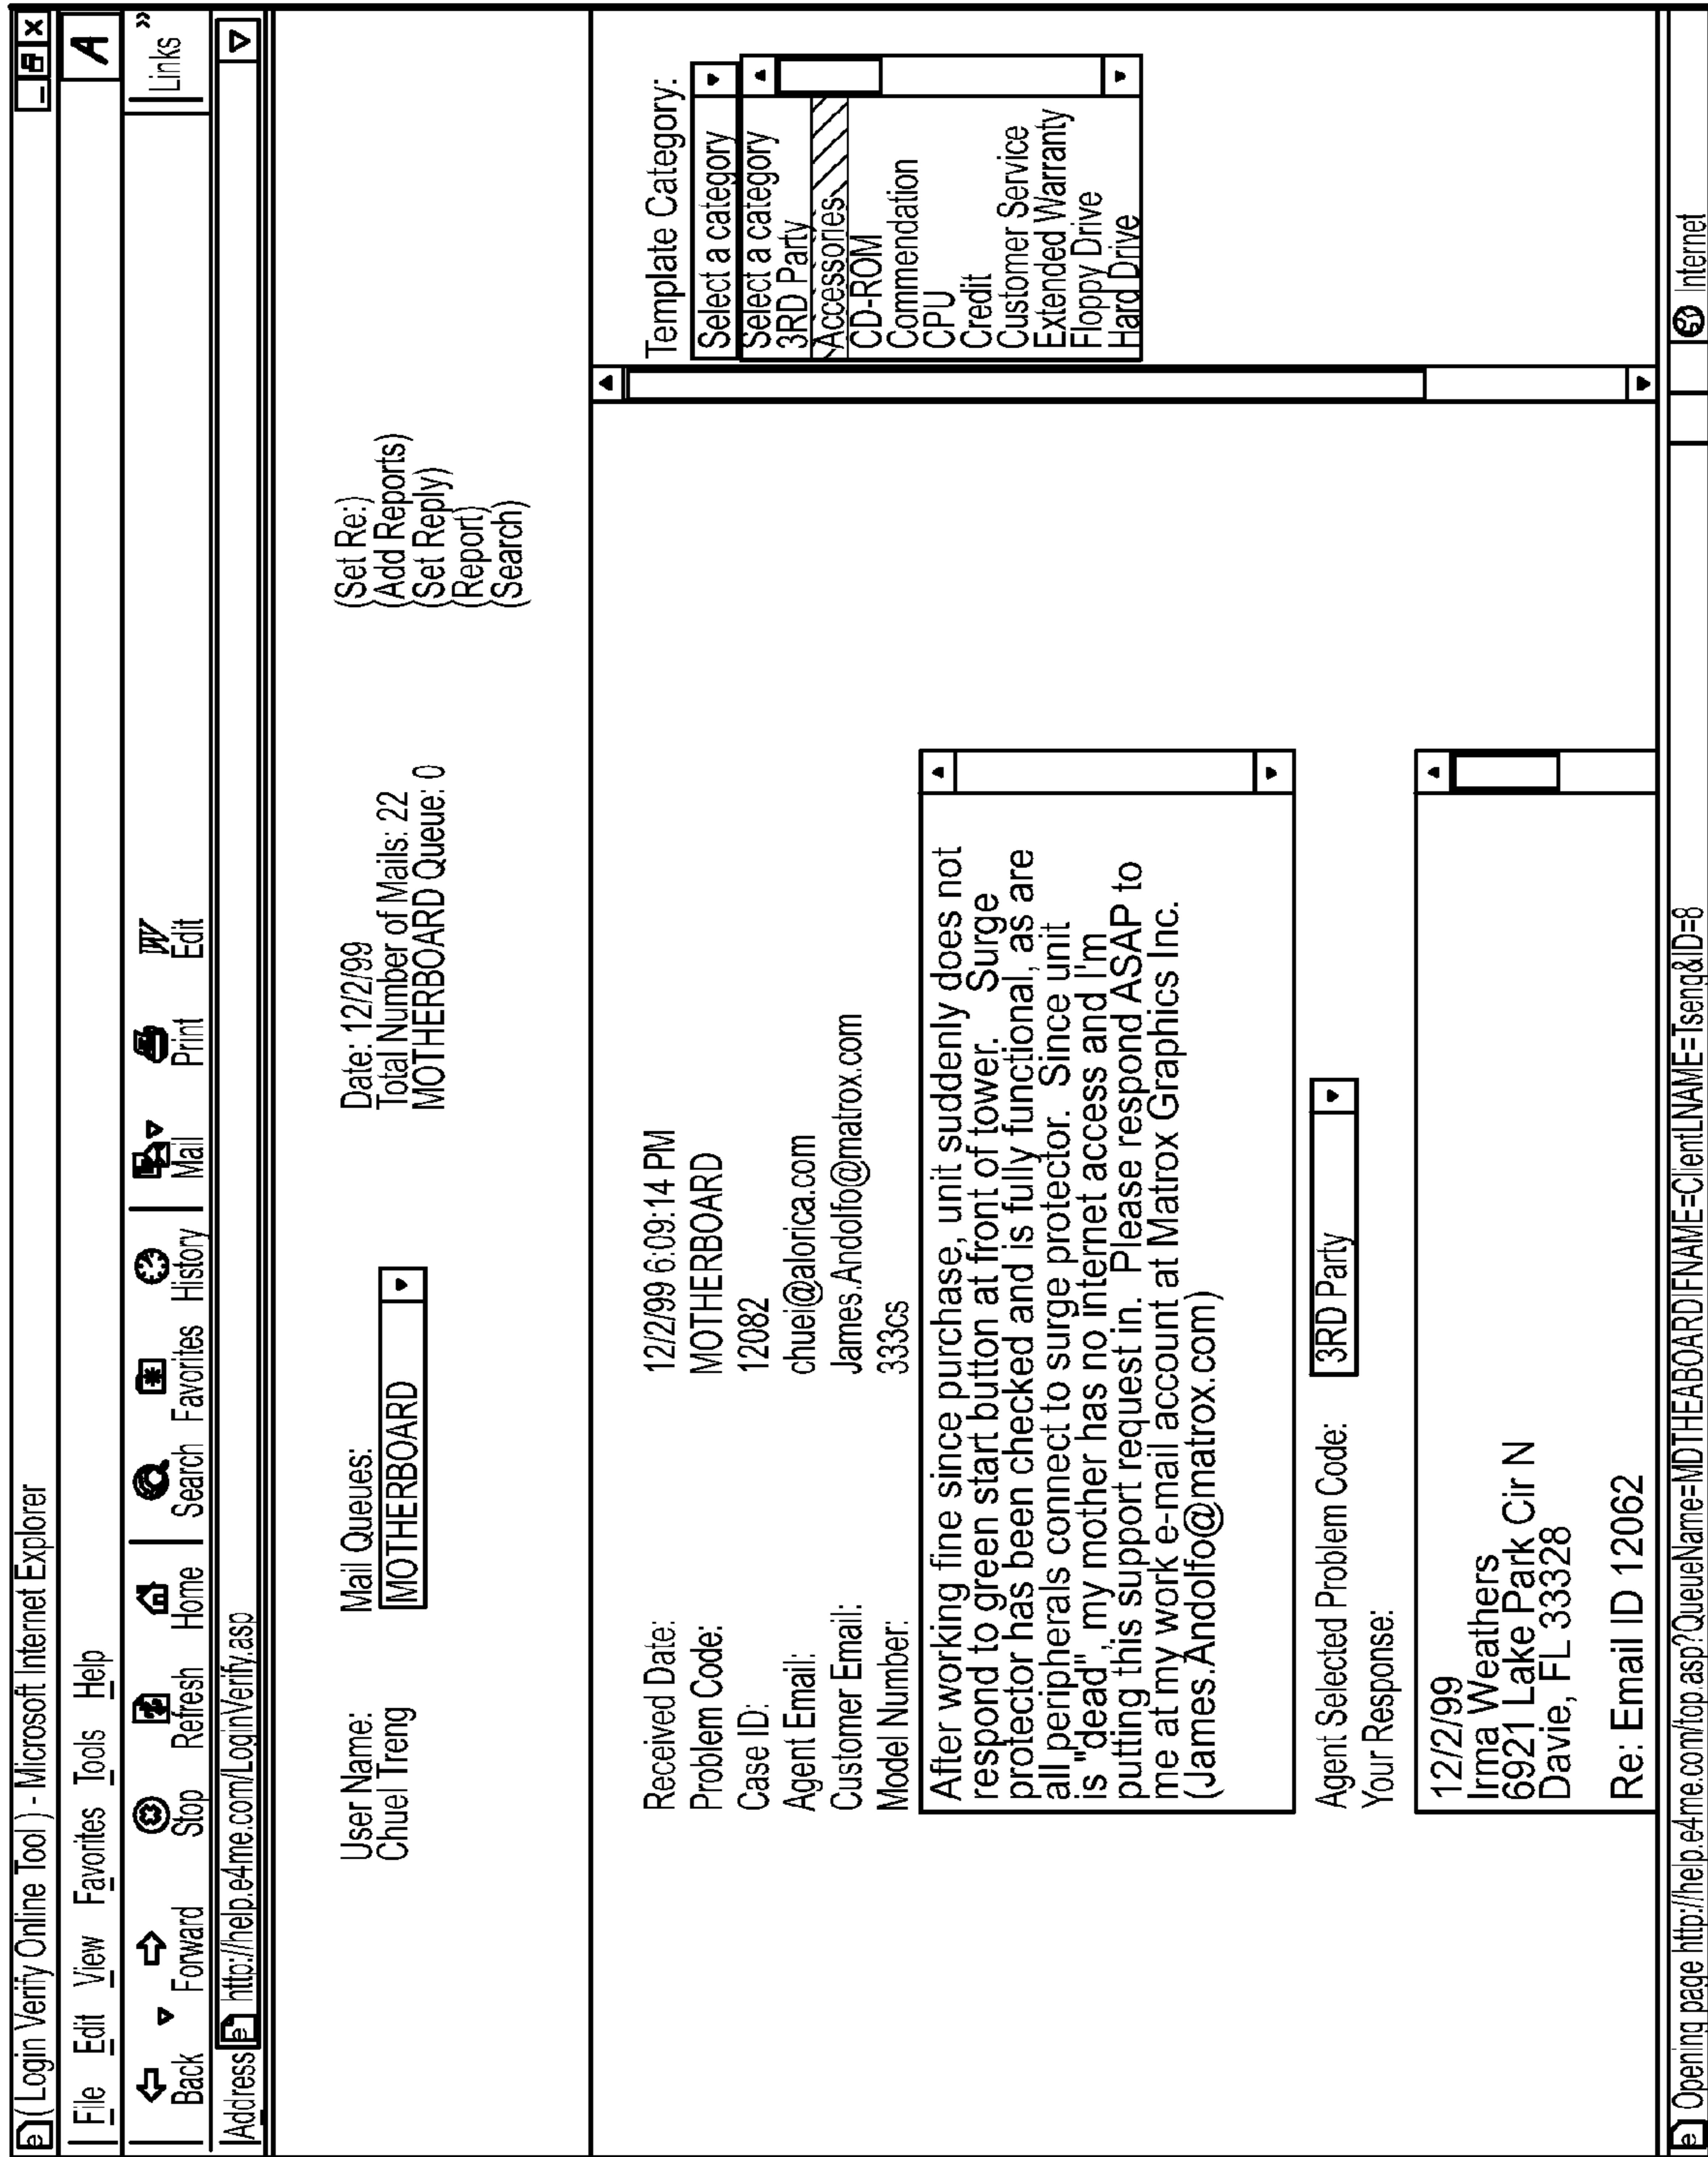 ( Login Verify Online Tool ) - Microsoft Internet Explorer
File Edit View Favorites Tools Help
Back Forward Stop Refresh Home Search Favorites History Mail Print Edit Links »
Address http://help.e4me.com/LoginVerify.asp
User Name:
Chuel Treng
Mail Queues:
MOTHERBOARD
Date: 12/2/99
Total Number of Mails: 22
MOTHERBOARD Queue: 0
(Set Re:)
(Add Reports)
(Set Reply)
(Report)
(Search)
Received Date: 12/2/99 6:09:14 PM
Problem Code: MOTHERBOARD
Case ID: 12082
Agent Email: chuei@alorica.com
Customer Email: James.Andolfo@matrox.com
Model Number: 333cs
After working fine since purchase, unit suddenly does not
respond to green start button at front of tower. Surge
protector has been checked and is fully functional, as are
all peripherals connect to surge protector. Since unit
is "dead", my mother has no internet access and I'm
putting this support request in. Please respond ASAP to
me at my work e-mail account at Matrox Graphics Inc.
(James.Andolfo@matrox.com)
Agent Selected Problem Code: 3RD Party
Your Response:
12/2/99
Irma Weathers
6921 Lake Park Cir N
Davie, FL 33328
Re: Email ID 12062
Template Category:
Select a category
Select a category
3RD Party
Accessories
CD-ROM
Commendation
CPU
Credit
Customer Service
Extended Warranty
Floppy Drive
Hard Drive
Opening page http://help.e4me.com/top.asp?QueueName=MDTHEABOARDIFNAME=ClientLNAME=Tseng&ID=8 Internet